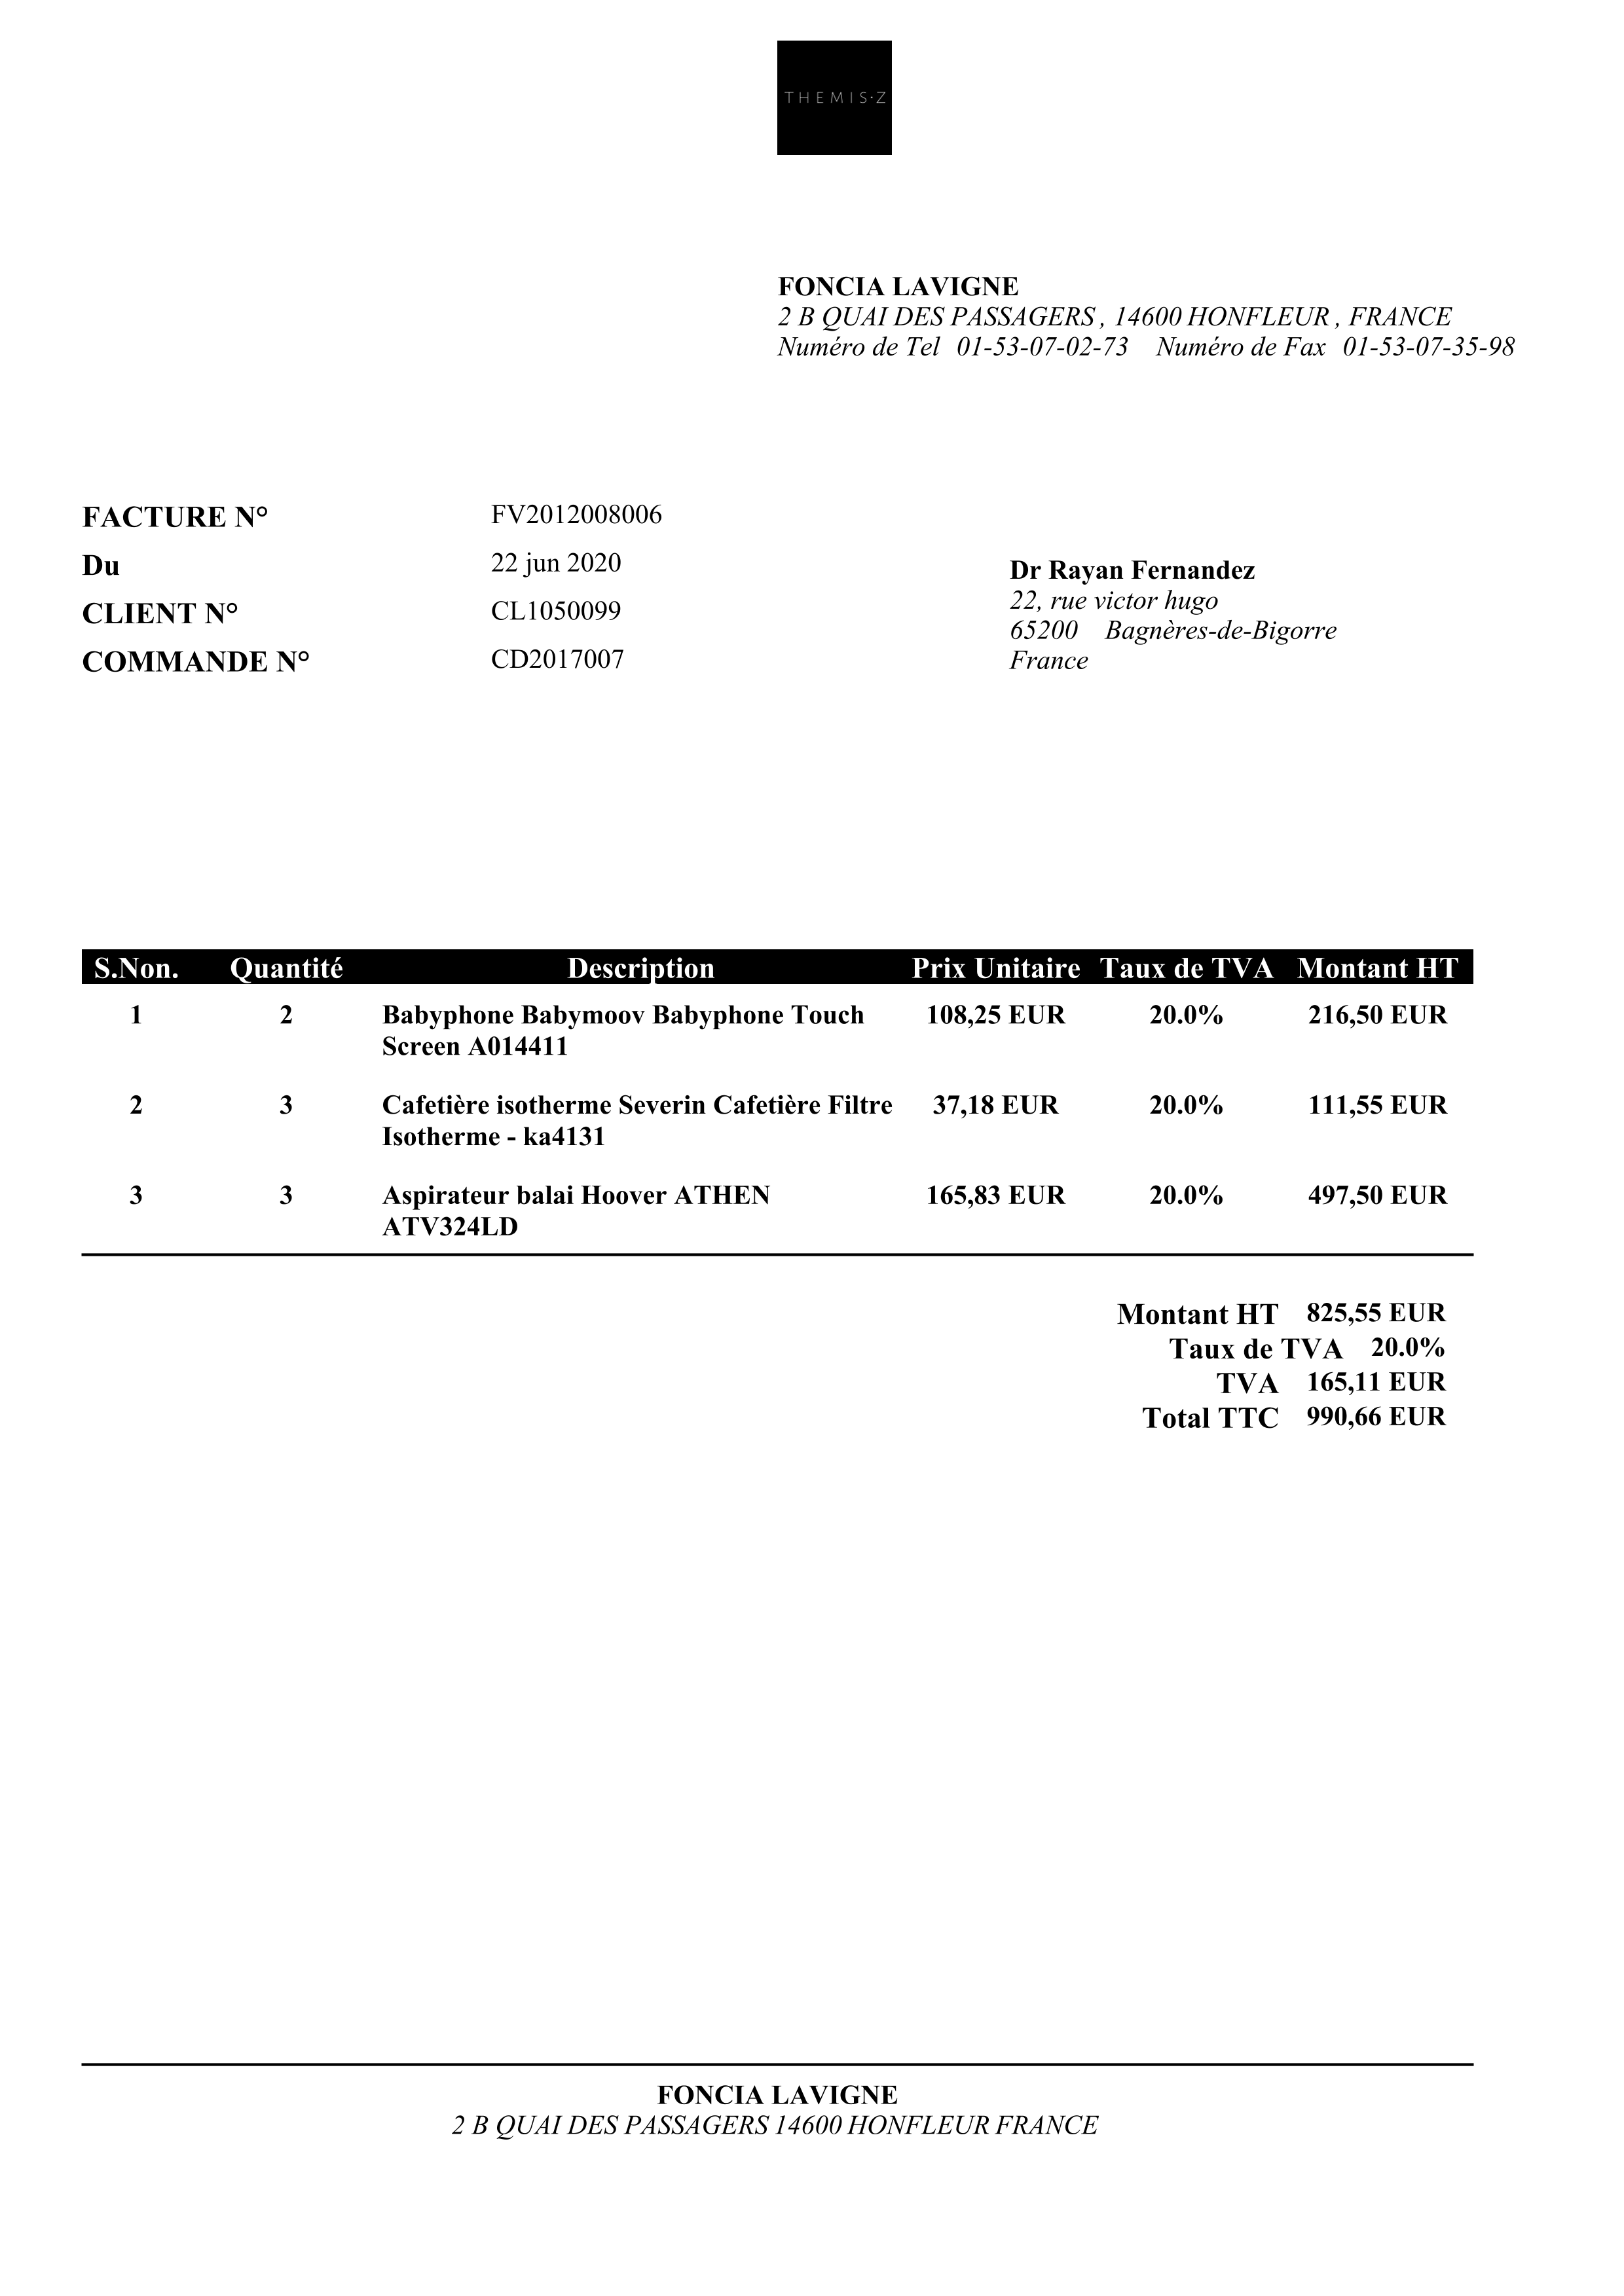 THEMIS·Z
FONCIA LAVIGNE
2 B QUAI DES PASSAGERS , 14600 HONFLEUR , FRANCE
Numéro de Tel 01-53-07-02-73 Numéro de Fax 01-53-07-35-98
FACTURE N° FV2012008006
Du 22 jun 2020
CLIENT N° CL1050099
COMMANDE N° CD2017007
Dr Rayan Fernandez
22, rue victor hugo
65200 Bagnères-de-Bigorre
France
S.Non. Quantité Description Prix Unitaire Taux de TVA Montant HT
1 2 Babyphone Babymoov Babyphone Touch 108,25 EUR 20.0% 216,50 EUR
Screen A014411
2 3 Cafetière isotherme Severin Cafetière Filtre 37,18 EUR 20.0% 111,55 EUR
Isotherme - ka4131
3 3 Aspirateur balai Hoover ATHEN 165,83 EUR 20.0% 497,50 EUR
ATV324LD
Montant HT 825,55 EUR
Taux de TVA 20.0%
TVA 165,11 EUR
Total TTC 990,66 EUR
FONCIA LAVIGNE
2 B QUAI DES PASSAGERS 14600 HONFLEUR FRANCE